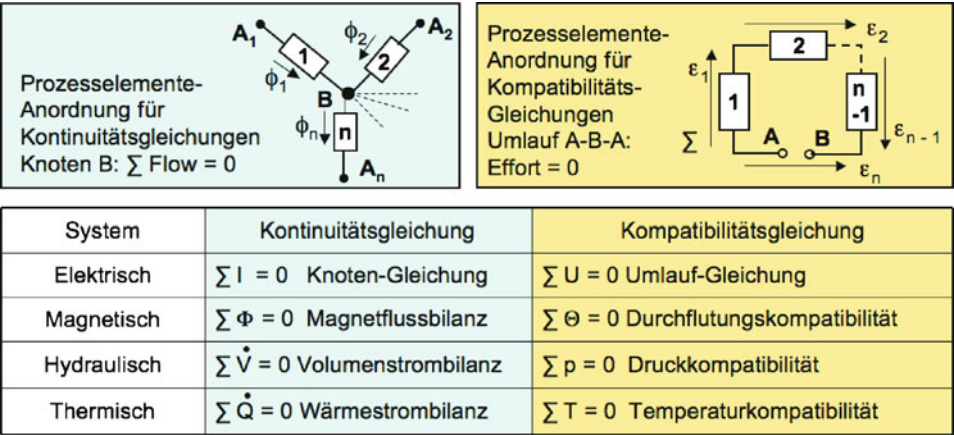 Prozesselemente-
Anordnung für
Kontinuitätsgleichungen
Knoten B: ∑ Flow = 0
A₁
A₂
ϕ₁
ϕ₂
1
2
B
ϕₙ
n
Aₙ
Prozesselemente-
Anordnung für
Kompatibilitäts-
Gleichungen
Umlauf A-B-A:
Effort = 0
∑
ε₁
ε₂
1
2
n
-1
A
B
εₙ₋₁
εₙ
System Kontinuitätsgleichung Kompatibilitätsgleichung
Elektrisch ∑ I = 0 Knoten-Gleichung ∑ U = 0 Umlauf-Gleichung
Magnetisch ∑ Φ = 0 Magnetflussbilanz ∑ Θ = 0 Durchflutungskompatibilität
Hydraulisch ∑ V̇ = 0 Volumenstrombilanz ∑ p = 0 Druckkompatibilität
Thermisch ∑ Q̇ = 0 Wärmestrombilanz ∑ T = 0 Temperaturkompatibilität